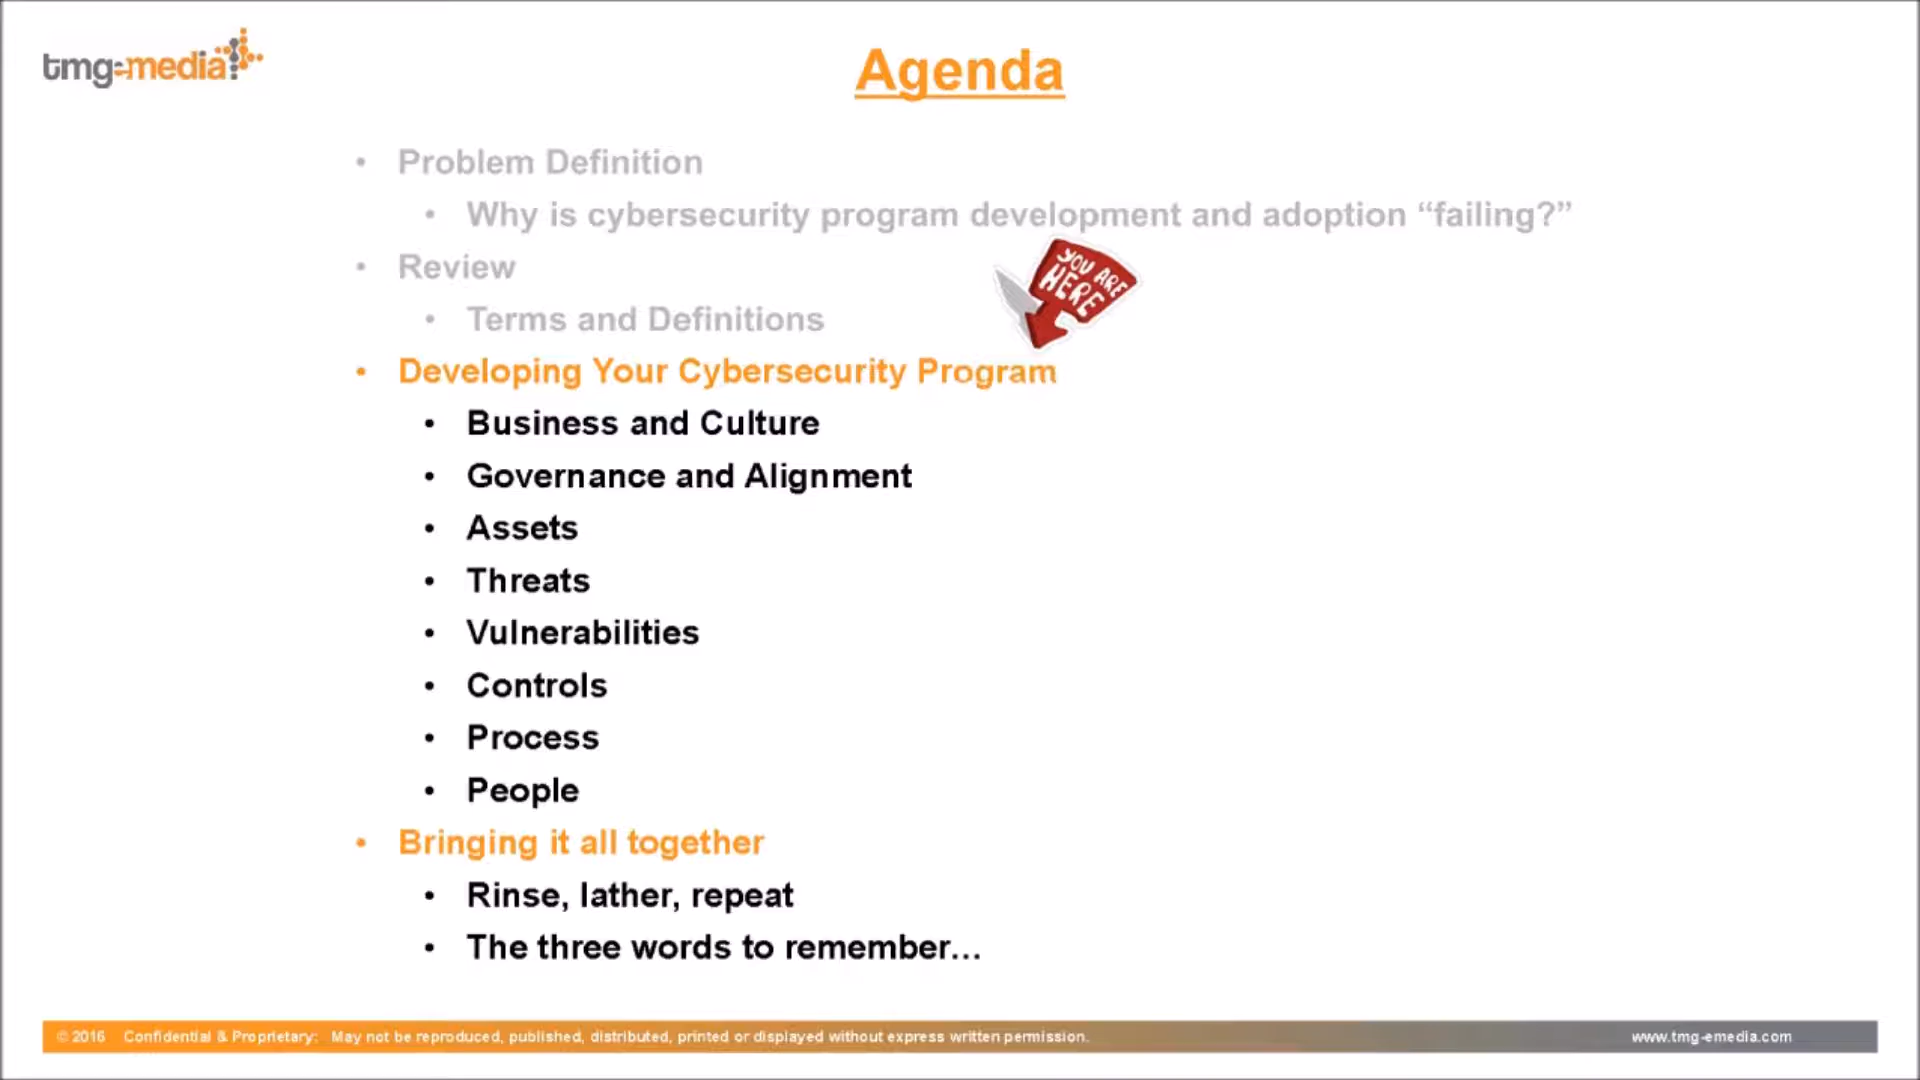 tmg-emedia
Agenda
• Problem Definition
• Why is cybersecurity program development and adoption “failing?”
• Review
YOU ARE
HERE
• Terms and Definitions
• Developing Your Cybersecurity Program
• Business and Culture
• Governance and Alignment
• Assets
• Threats
• Vulnerabilities
• Controls
• Process
• People
• Bringing it all together
• Rinse, lather, repeat
• The three words to remember...
© 2016 Confidential & Proprietary: May not be reproduced, published, distributed, printed or displayed without express written permission. www.tmg-emedia.com